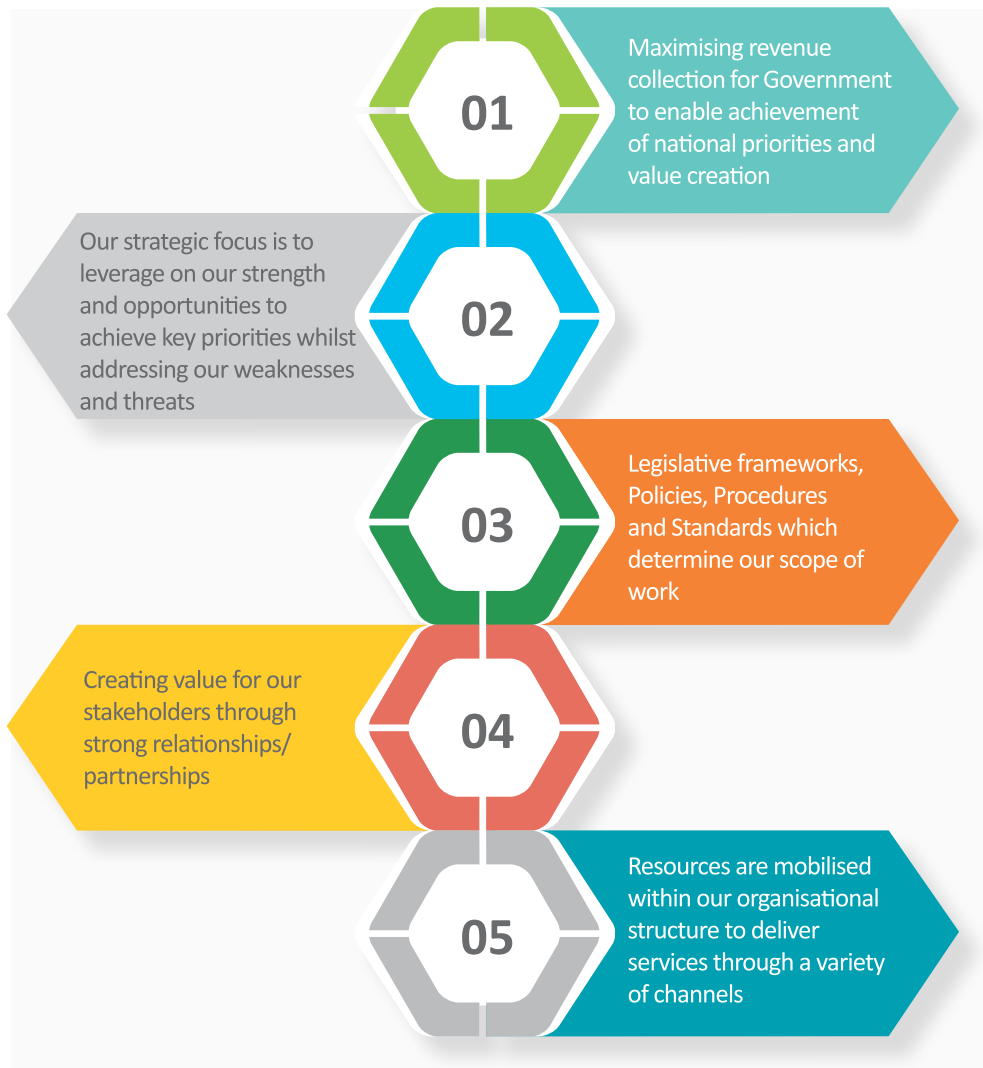 01
Maximising revenue
collection for Government
to enable achievement
of national priorities and
value creation
Our strategic focus is to
leverage on our strength
and opportunities to
achieve key priorities whilst
addressing our weaknesses
and threats
02
03
Legislative frameworks,
Policies, Procedures
and Standards which
determine our scope of
work
Creating value for our
stakeholders through
strong relationships/
partnerships
04
05
Resources are mobilised
within our organisational
structure to deliver
services through a variety
of channels